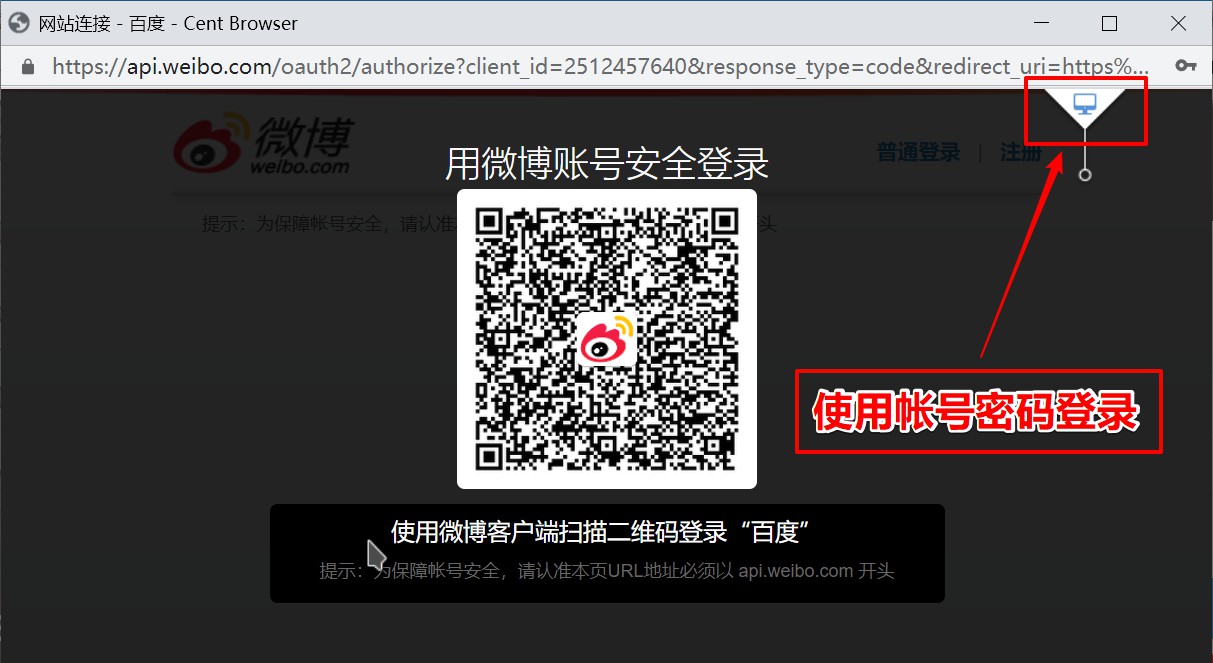 网站连接 - 百度 - Cent Browser
https://api.weibo.com/oauth2/authorize?client_id=2512457640&response_type=code&redirect_uri=https%...
微博
weibo.com
普通登录 | 注册
用微博账号安全登录
提示：为保障帐号安全，请认准
头
使用帐号密码登录
使用微博客户端扫描二维码登录“百度”
提示：为保障帐号安全，请认准本页URL地址必须以 api.weibo.com 开头